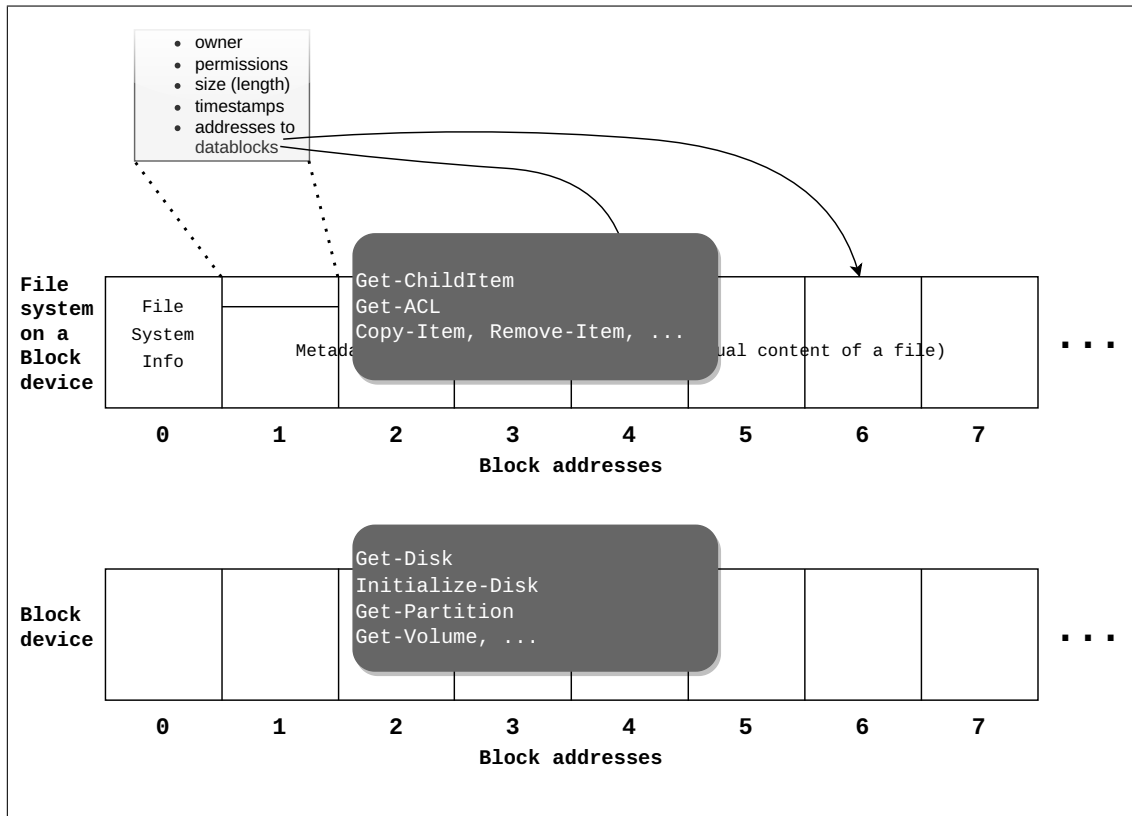 • owner
• permissions
• size (length)
• timestamps
• addresses to
datablocks
File
system
on a
Block
device
File
System
Info
Get-ChildItem
Get-ACL
Copy-Item, Remove-Item, ...
content of a file)
...
0 1 2 3 4 5 6 7
Block addresses
Block
device
Get-Disk
Initialize-Disk
Get-Partition
Get-Volume, ...
...
0 1 2 3 4 5 6 7
Block addresses